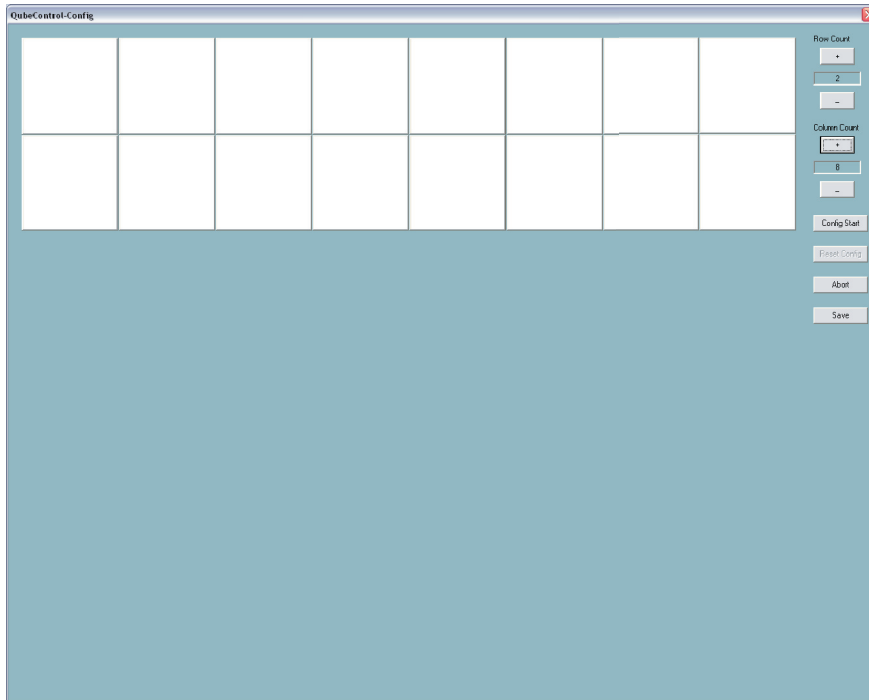 QubeControl-Config
Row Count
+
2
-
Column Count
+
8
-
Config Start
Reset Config
Abort
Save